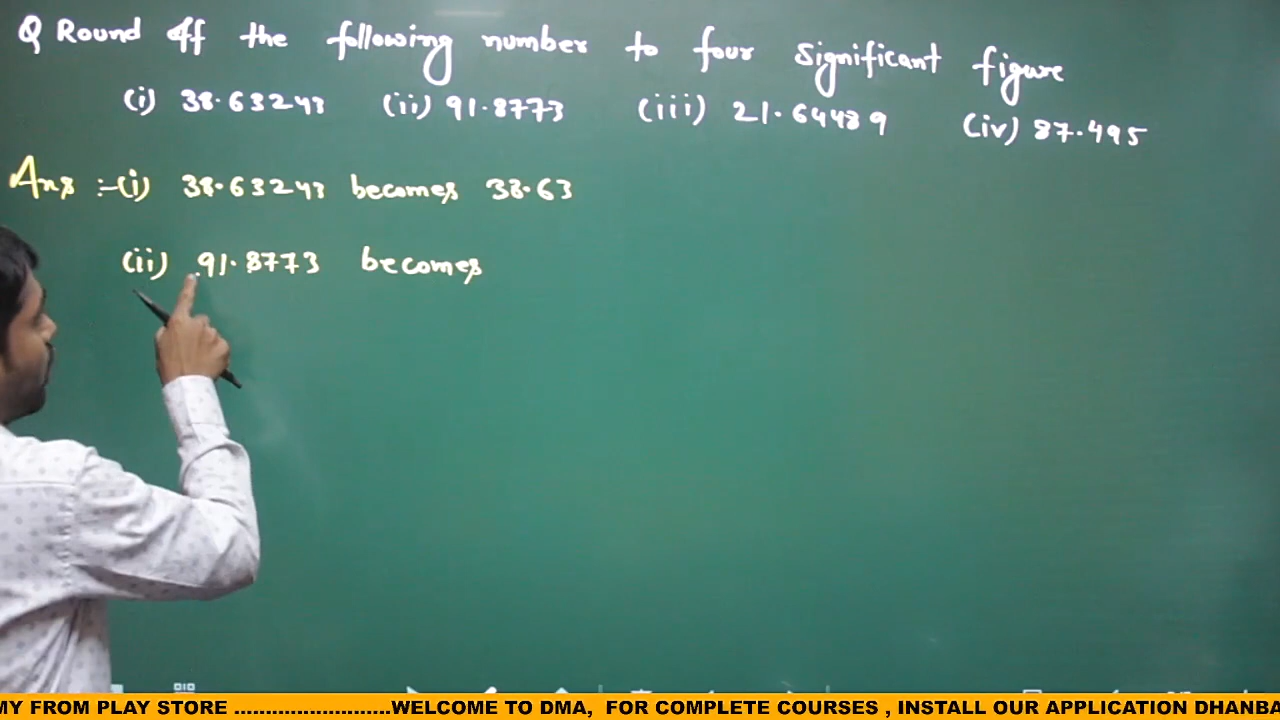 Q Round off the following number to four significant figure
(i) 38.63243 (ii) 91.8773 (iii) 21.64489 (iv) 87.495
Ans :- (i) 38.63243 becomes 38.63
(ii) 91.8773 becomes
MY FROM PLAY STORE ........................WELCOME TO DMA, FOR COMPLETE COURSES , INSTALL OUR APPLICATION DHANBA